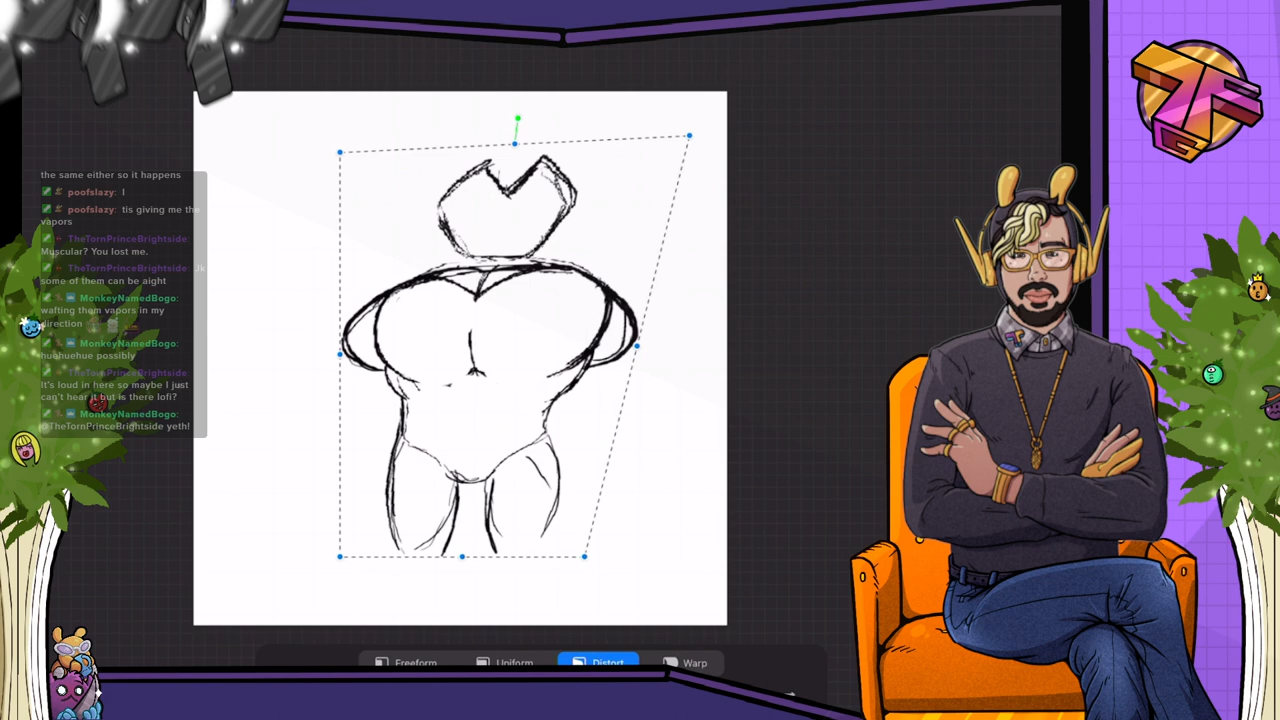 the same either so it happens
poofslazy: I
poofslazy: tis giving me the
vapors
TheTornPrinceBrightside:
Muscular? You lost me.
TheTornPrinceBrightside: Jk
some of them can be aight
MonkeyNamedBogo:
wafting them vapors in my
direction
MonkeyNamedBogo:
huehuehue possibly
TheTornPrinceBrightside:
It's loud in here so maybe I just
can't hear it but is there lofi?
MonkeyNamedBogo:
@TheTornPrinceBrightside yeth!
Freeform
Uniform
Distort
Warp